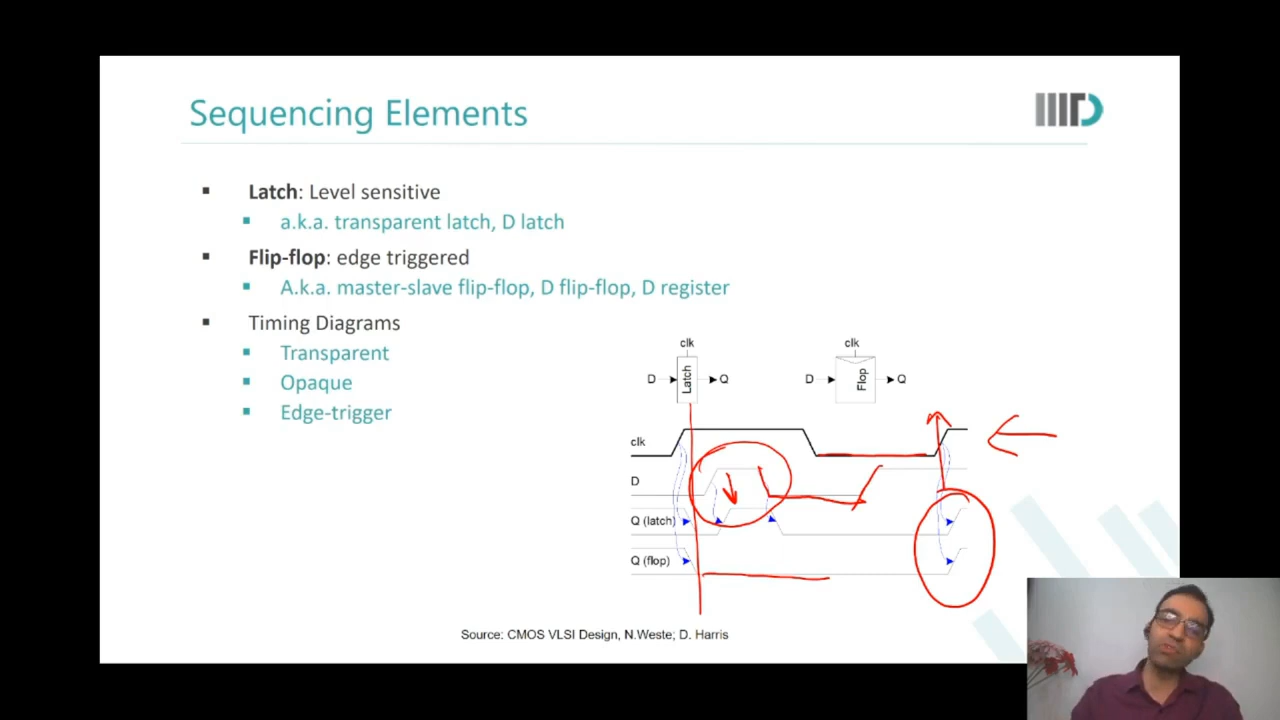 Sequencing Elements
IIITD
Latch: Level sensitive
a.k.a. transparent latch, D latch
Flip-flop: edge triggered
A.k.a. master-slave flip-flop, D flip-flop, D register
Timing Diagrams
Transparent
Opaque
Edge-trigger
clk clk
D Latch Q D Flop Q
clk
D
Q (latch)
Q (flop)
Source: CMOS VLSI Design, N.Weste; D. Harris